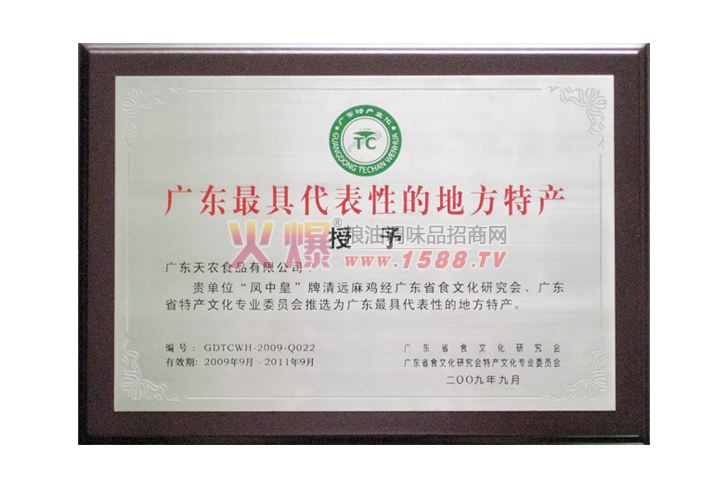 广东特产文化
TC
GUANGDONG TECHAN WENHUA
广东最具代表性的地方特产
授 予
火爆®粮油调味品招商网
www.1588.TV
广东天农食品有限公司：
贵单位“凤中皇”牌清远麻鸡经广东省食文化研究会、广东
省特产文化专业委员会推选为广东最具代表性的地方特产。
编号：GDTCWH-2009-Q022
有效期：2009年9月-2011年9月
广东省食文化研究会
广东省食文化研究会特产文化专业委员会
二〇〇九年九月